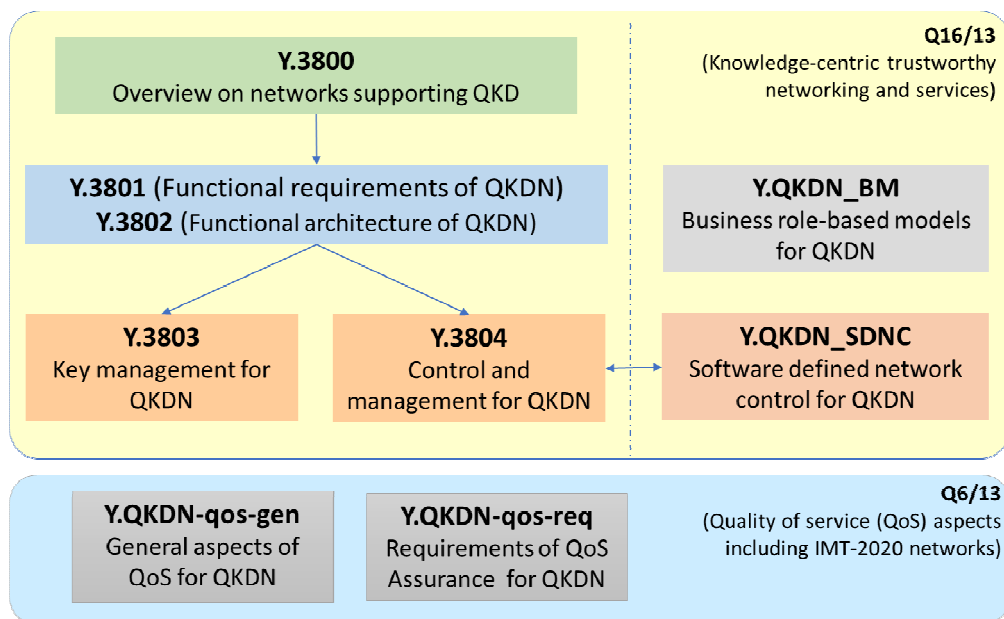 Q16/13
(Knowledge-centric trustworthy
networking and services)
Y.3800
Overview on networks supporting QKD
Y.3801 (Functional requirements of QKDN)
Y.3802 (Functional architecture of QKDN)
Y.QKDN_BM
Business role-based models
for QKDN
Y.3803
Key management for
QKDN
Y.3804
Control and
management for QKDN
Y.QKDN_SDNC
Software defined network
control for QKDN
Q6/13
(Quality of service (QoS) aspects
including IMT-2020 networks)
Y.QKDN-qos-gen
General aspects of
QoS for QKDN
Y.QKDN-qos-req
Requirements of QoS
Assurance for QKDN